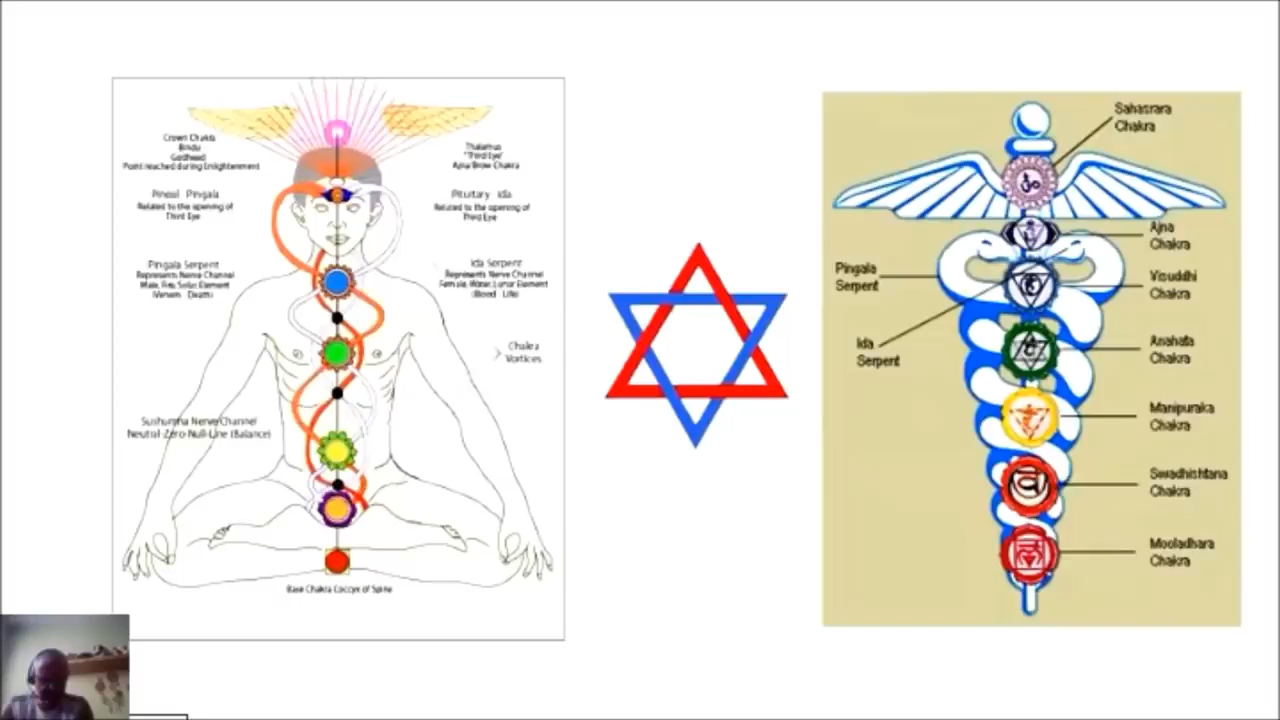 Crown Chakra
Bindu
Godhead
Point reached during Enlightenment
Thalamus
"Third Eye"
Ajna Brow Chakra
Pineal Pingala
Related to the opening of
Third Eye
Pituitary Ida
Related to the opening of
Third Eye
Pingala Serpent
Represents Nerve Channel
Male, Fire, Solar, Element
(Venom - Death)
Ida Serpent
Represents Nerve Channel
Female, Water, Lunar Element
(Blood - Life)
Chakra
Vortices
Sushumna Nerve Channel
Neutral-Zero-Null-Line (Balance)
Base Chakra Coccyx of Spine
Sahasrara
Chakra
Ajna
Chakra
Pingala
Serpent
Visuddhi
Chakra
Ida
Serpent
Anahata
Chakra
Manipuraka
Chakra
Swadhishtana
Chakra
Mooladhara
Chakra